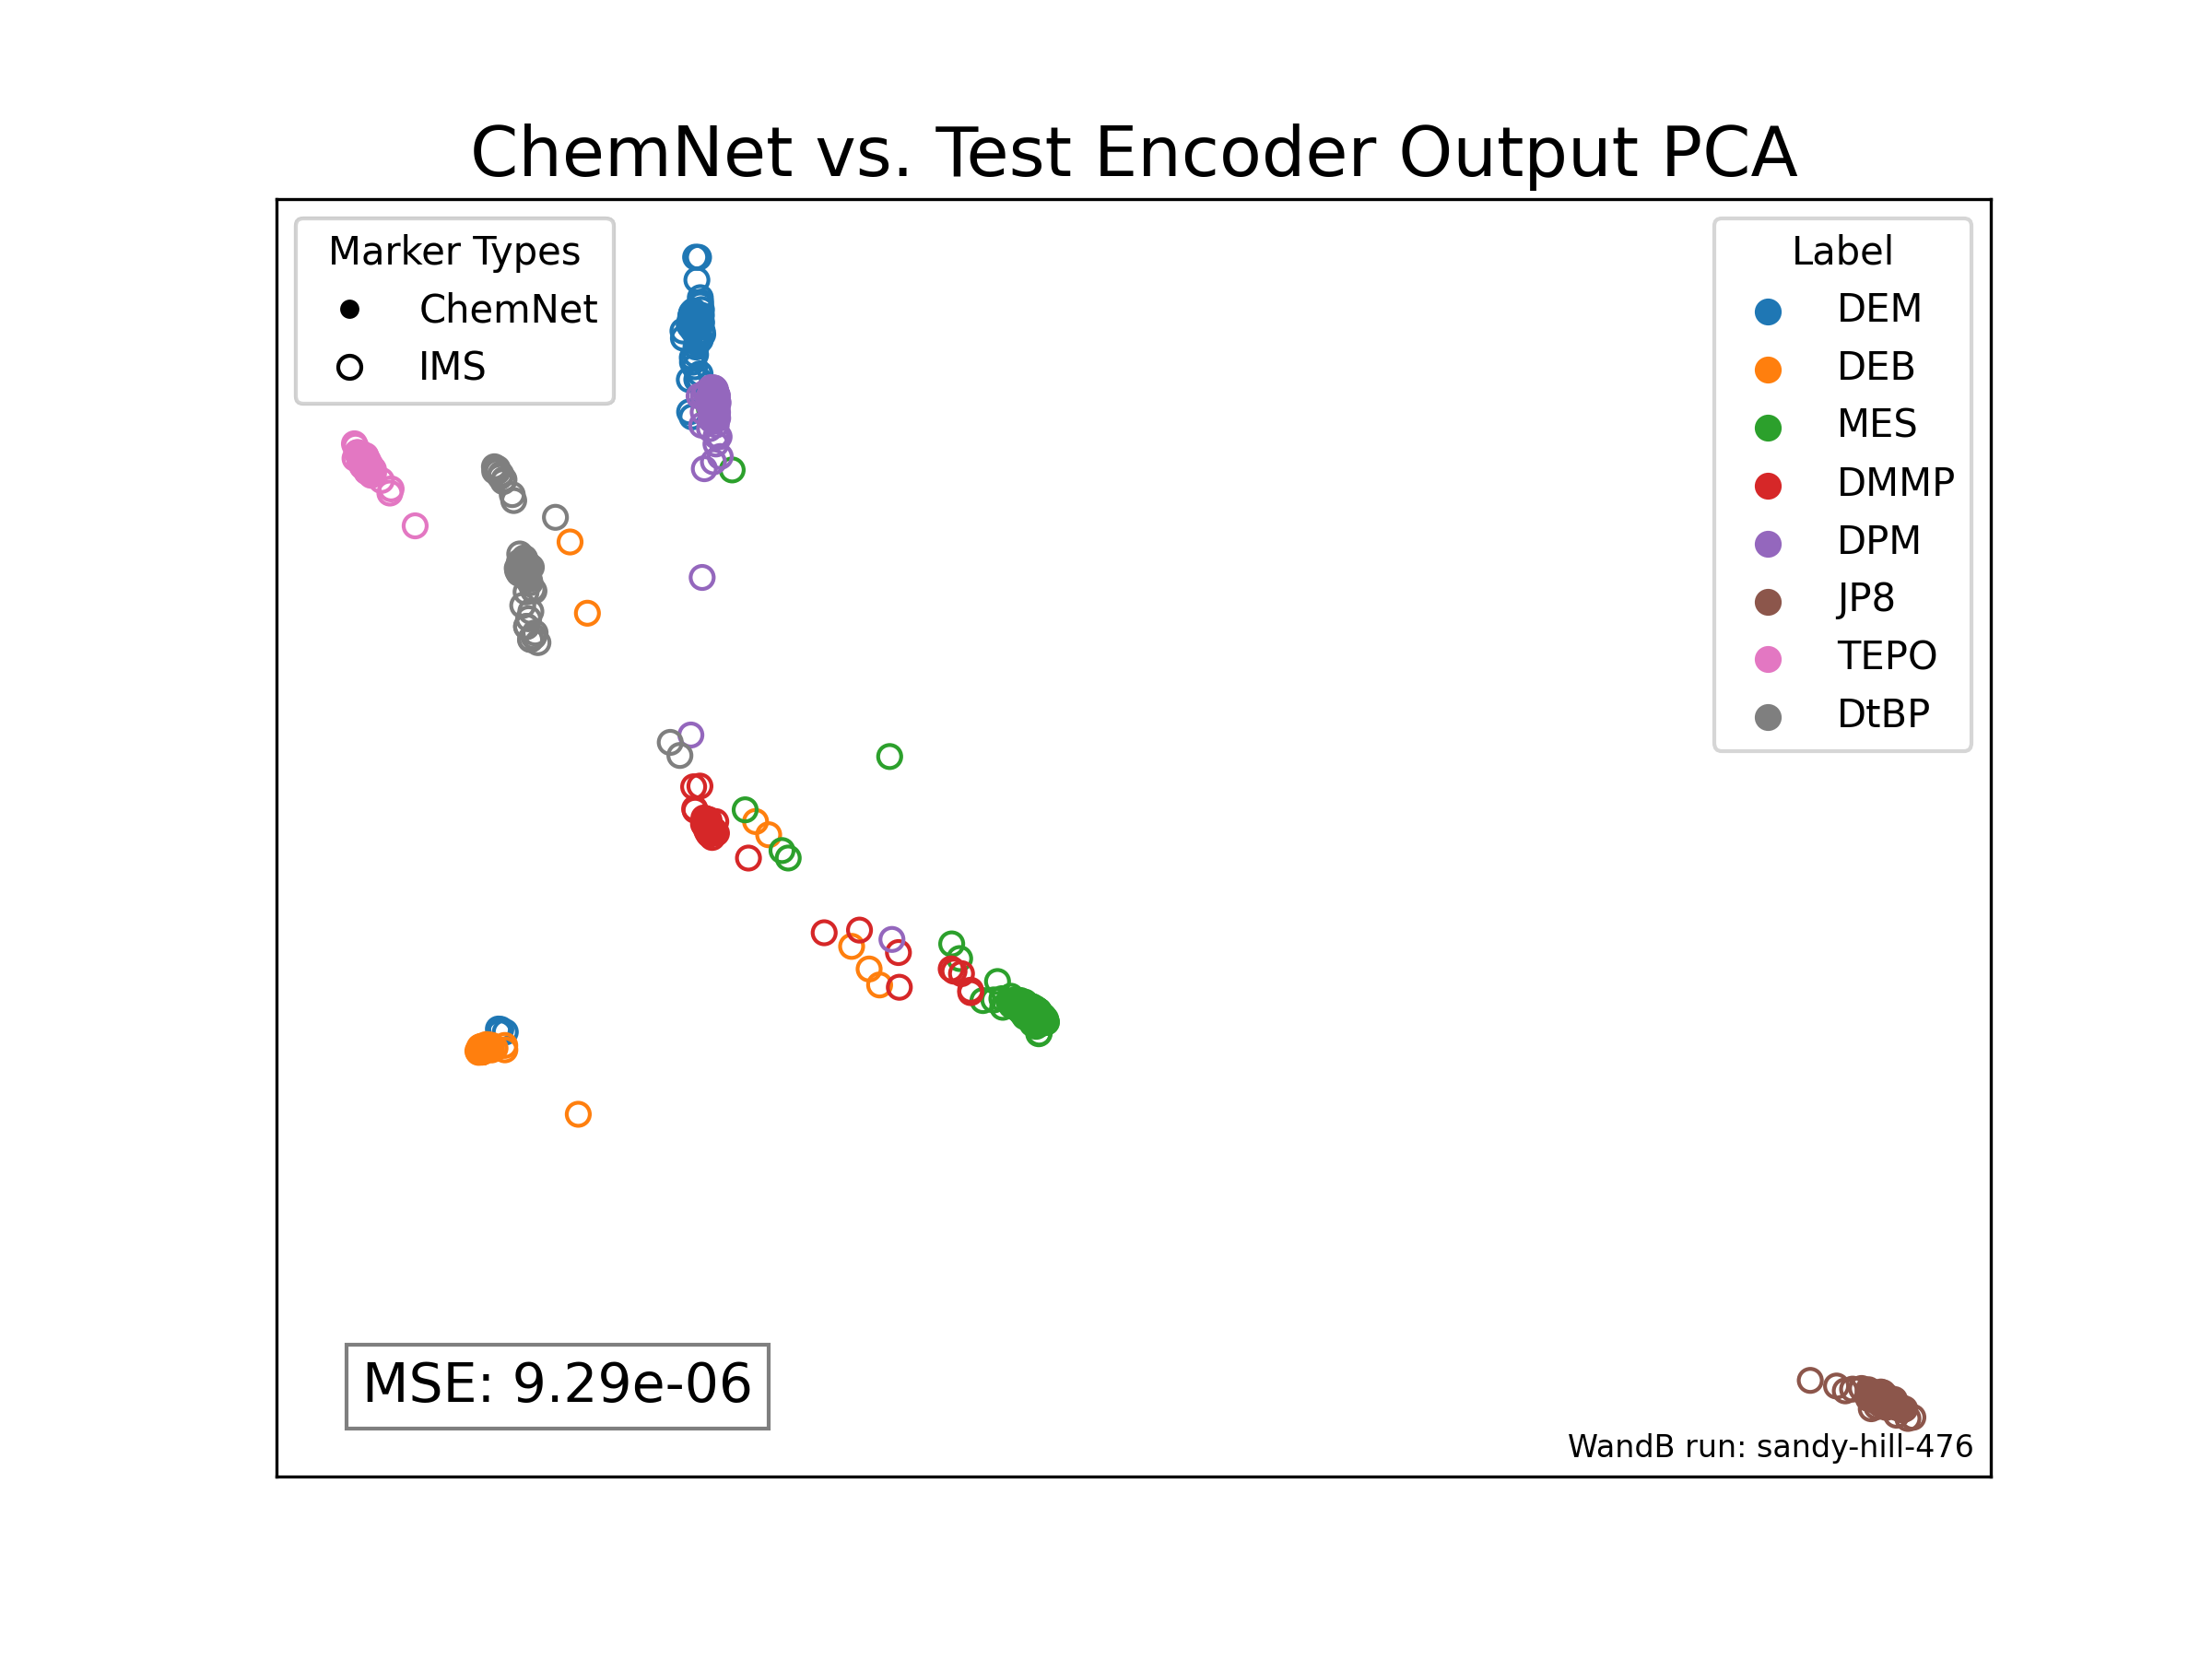 ChemNet vs. Test Encoder Output PCA
Marker Types
ChemNet
IMS
Label
DEM
DEB
MES
DMMP
DPM
JP8
TEPO
DtBP
MSE: 9.29e-06
WandB run: sandy-hill-476